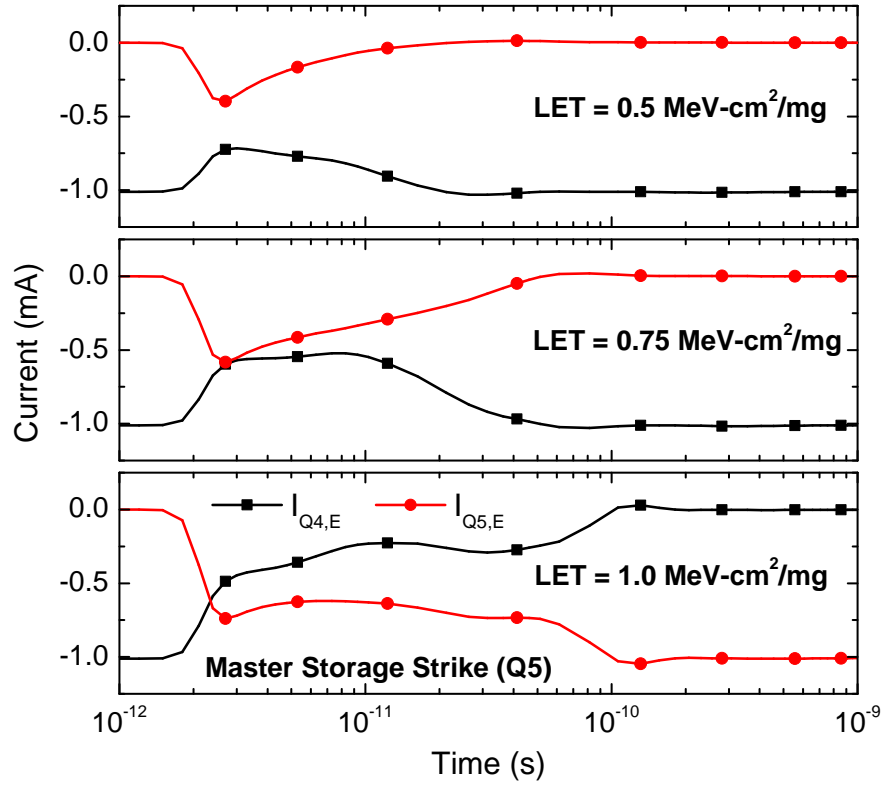 0.0
-0.5
-1.0
LET = 0.5 MeV-cm²/mg
0.0
-0.5
-1.0
LET = 0.75 MeV-cm²/mg
Current (mA)
0.0
-0.5
-1.0
I_Q4,E I_Q5,E
LET = 1.0 MeV-cm²/mg
Master Storage Strike (Q5)
10⁻¹² 10⁻¹¹ 10⁻¹⁰ 10⁻⁹
Time (s)